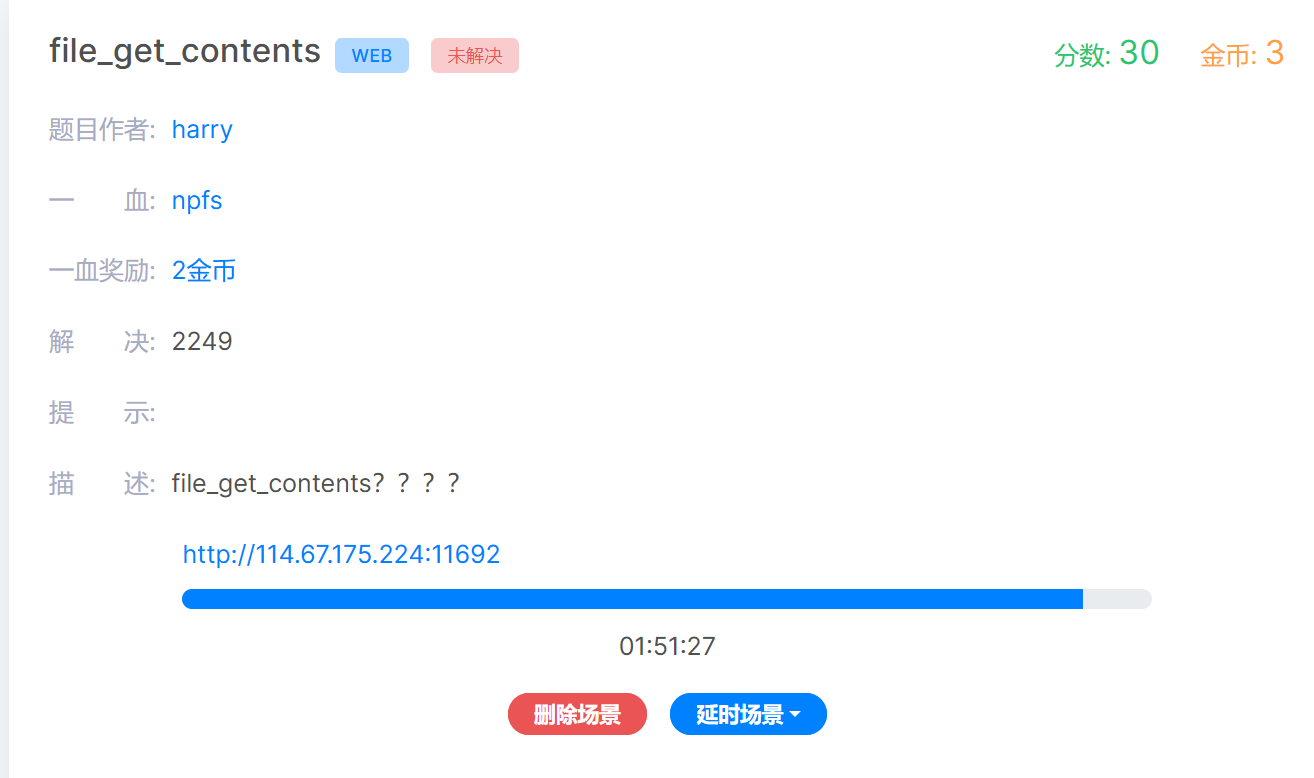 file_get_contents WEB 未解决 分数: 30 金币: 3
题目作者: harry
一 血: npfs
一血奖励: 2金币
解 决: 2249
提 示:
描 述: file_get_contents？？？？
http://114.67.175.224:11692
01:51:27
删除场景 延时场景